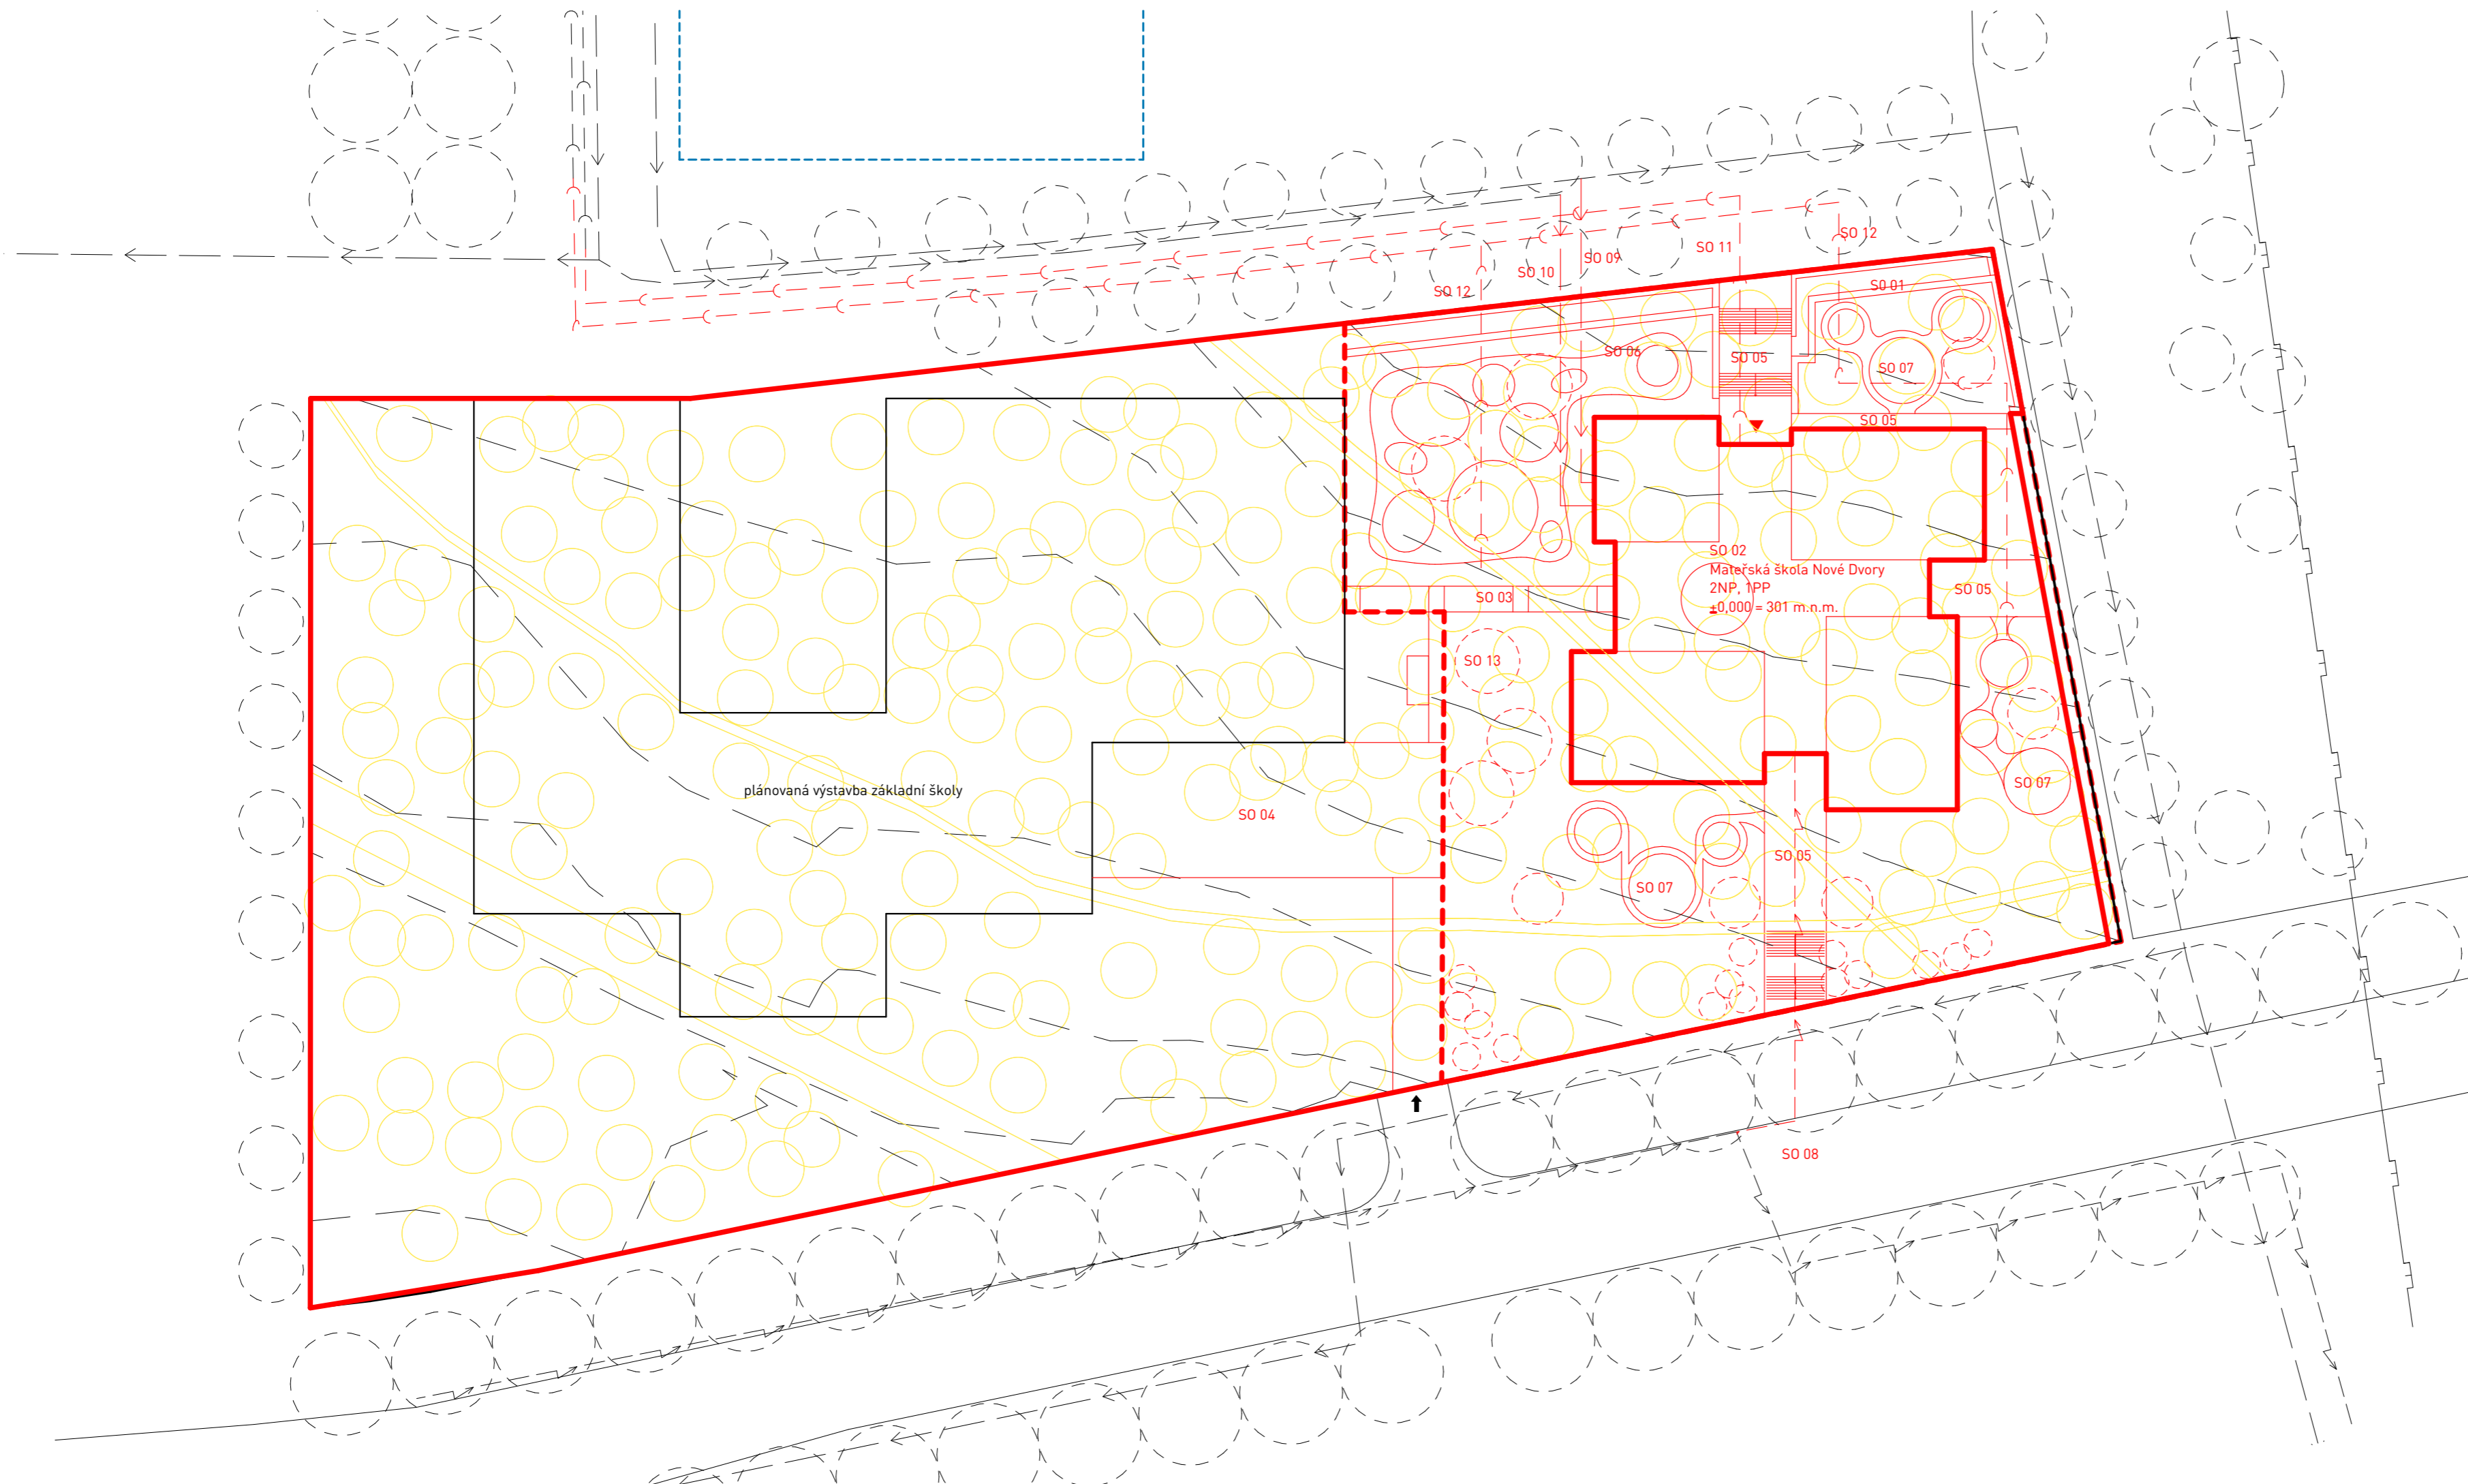 SO 12
SO 11
SO 09
SO 10
SO 12
SO 01
SO 06
SO 05
SO 07
SO 05
SO 02
Mateřská škola Nové Dvory
2NP, 1PP
±0,000 = 301 m.n.m.
SO 05
SO 03
SO 13
SO 07
plánovaná výstavba základní školy
SO 04
SO 05
SO 07
SO 08